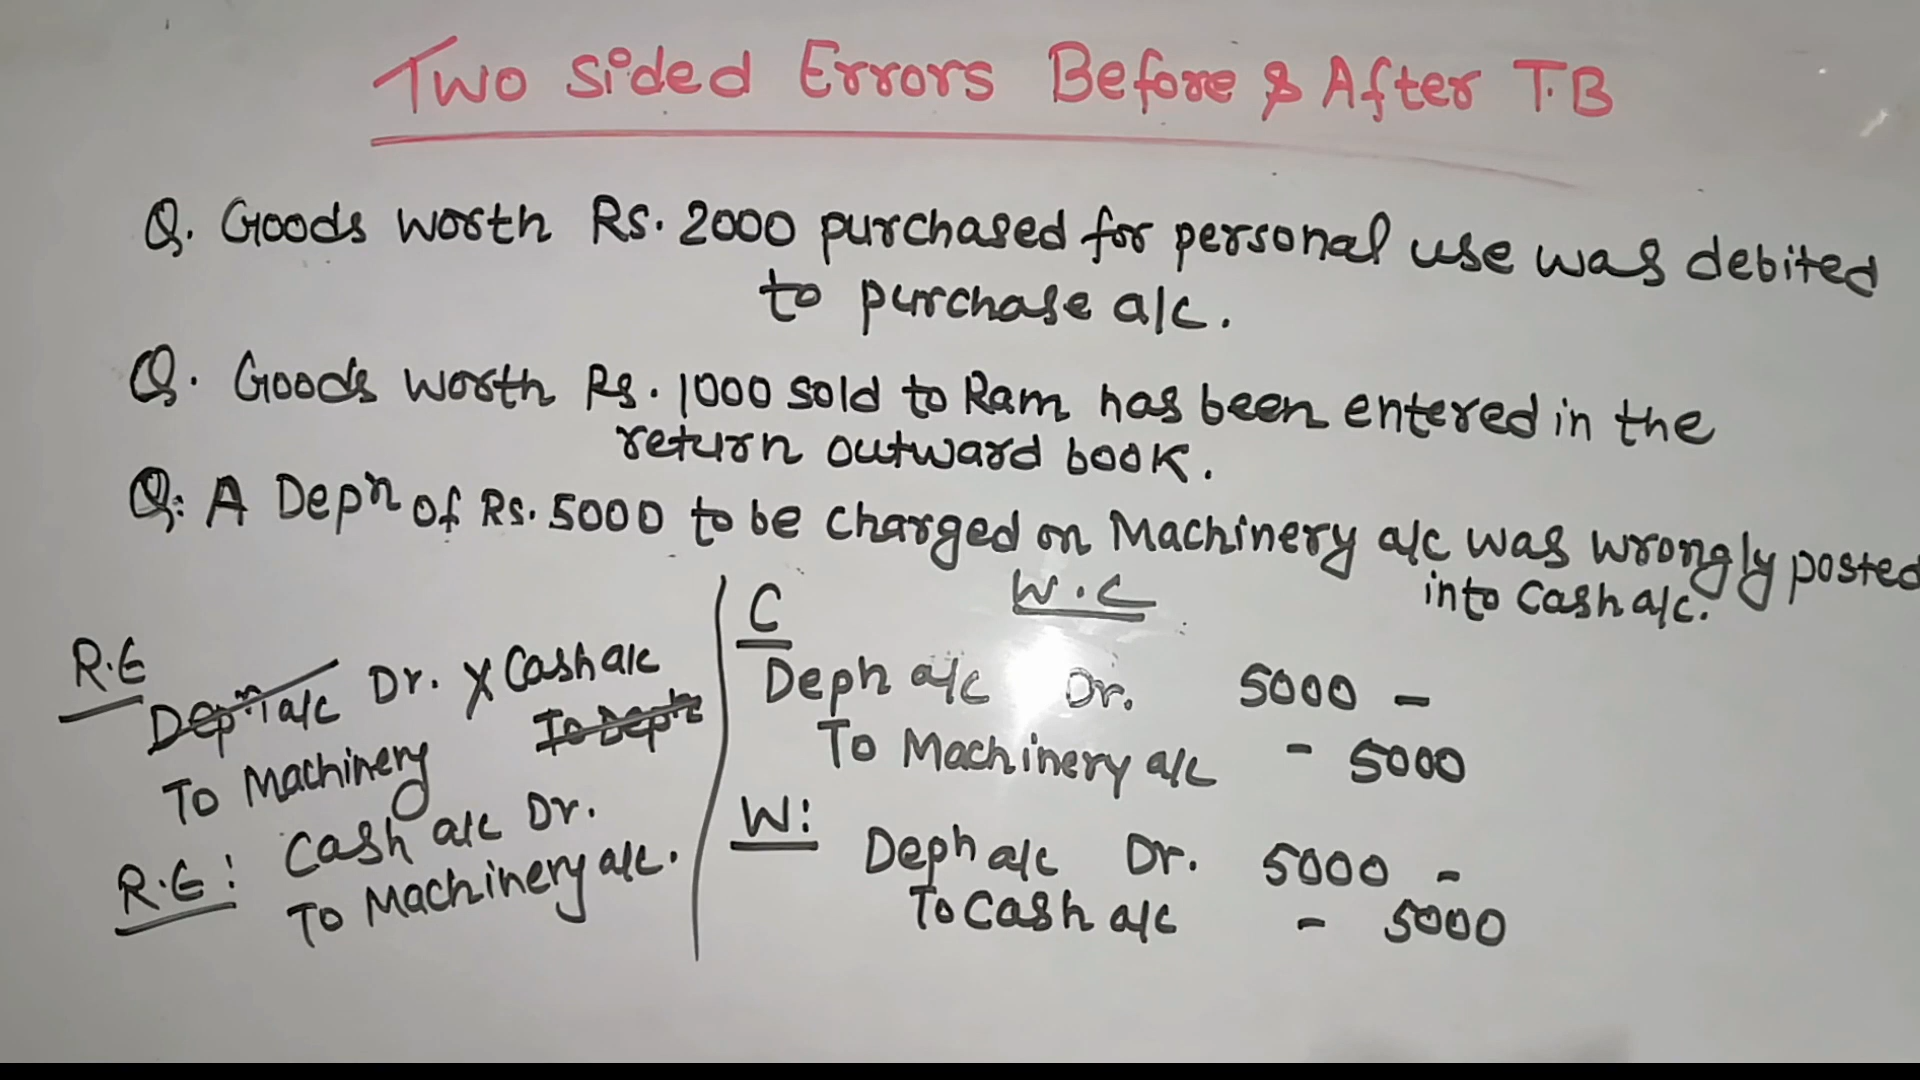 Two Sided Errors Before & After T.B
Q. Goods worth Rs. 2000 purchased for personal use was debited
to purchase a/c.
Q. Goods worth Rs. 1000 sold to Ram has been entered in the
return outward book.
Q: A Depn of Rs. 5000 to be charged on Machinery a/c was wrongly posted
into Cash a/c.
W.C
R.E
Depn a/c Dr. X Cash a/c
To Depn
To Machinery
R.E: Cash a/c Dr.
To Machinery a/c.
C
Depn a/c Dr. 5000 -
To Machinery a/c - 5000
W:
Depn a/c Dr. 5000 -
To Cash a/c - 5000